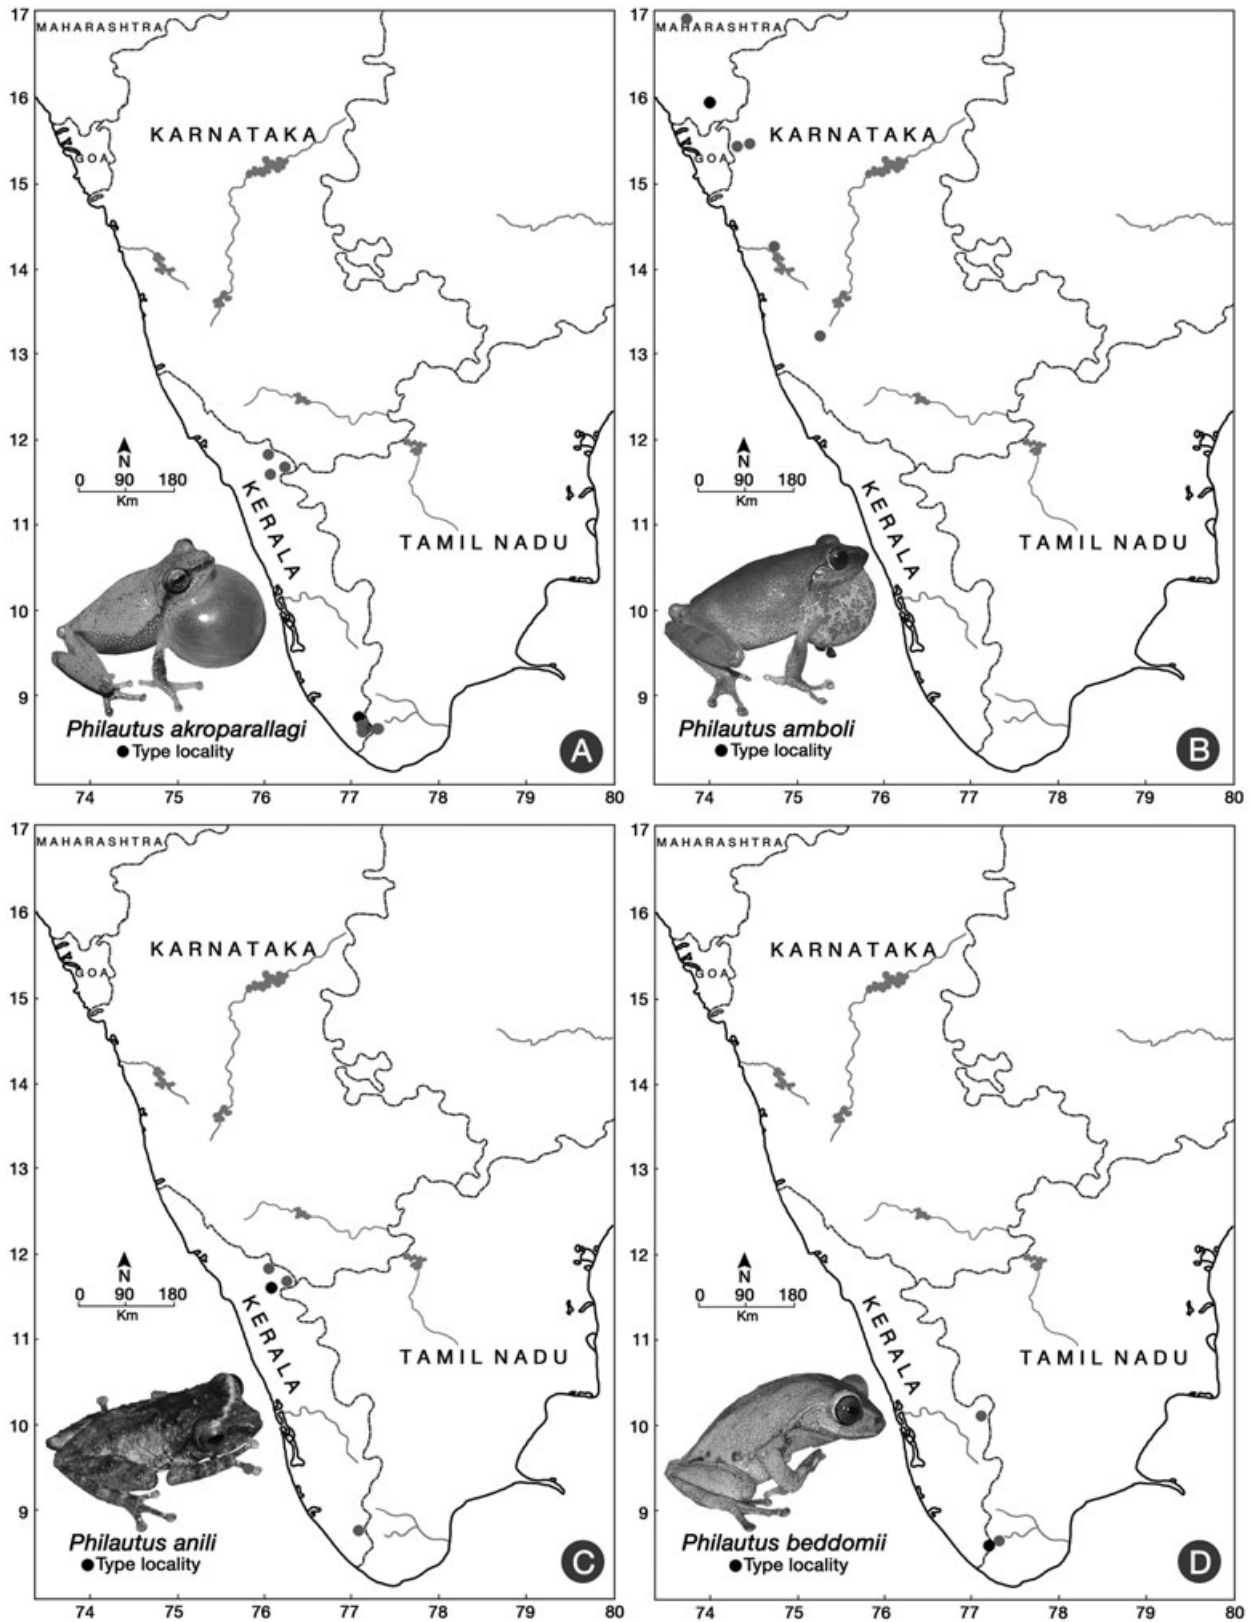 17
MAHARASHTRA
16
KARNATAKA
GOA
15
14
13
12
N
0 90 180
Km
11
KERALA
TAMIL NADU
10
9
Philautus akroparallagi
Type locality
A
74 75 76 77 78 79 80
17
MAHARASHTRA
16
KARNATAKA
GOA
15
14
13
12
N
0 90 180
Km
11
KERALA
TAMIL NADU
10
9
Philautus amboli
Type locality
B
74 75 76 77 78 79 80
17
MAHARASHTRA
16
KARNATAKA
GOA
15
14
13
12
N
0 90 180
Km
11
KERALA
TAMIL NADU
10
9
Philautus anili
Type locality
C
74 75 76 77 78 79 80
17
MAHARASHTRA
16
KARNATAKA
GOA
15
14
13
12
N
0 90 180
Km
11
KERALA
TAMIL NADU
10
9
Philautus beddomii
Type locality
D
74 75 76 77 78 79 80